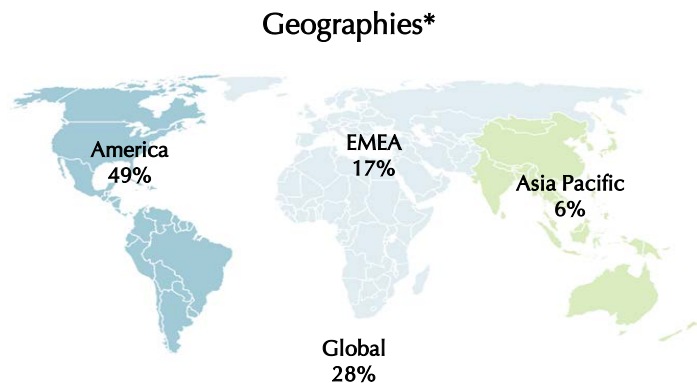 Geographies*
America
49%
EMEA
17%
Asia Pacific
6%
Global
28%